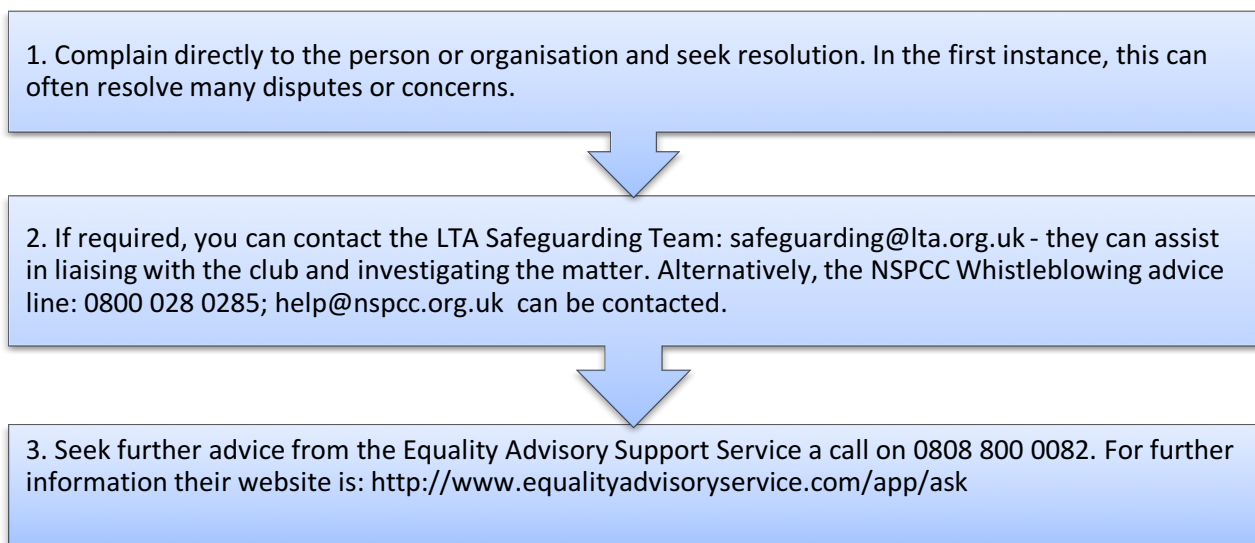 1. Complain directly to the person or organisation and seek resolution. In the first instance, this can
often resolve many disputes or concerns.
2. If required, you can contact the LTA Safeguarding Team: safeguarding@lta.org.uk - they can assist
in liaising with the club and investigating the matter. Alternatively, the NSPCC Whistleblowing advice
line: 0800 028 0285; help@nspcc.org.uk can be contacted.
3. Seek further advice from the Equality Advisory Support Service a call on 0808 800 0082. For further
information their website is: http://www.equalityadvisoryservice.com/app/ask